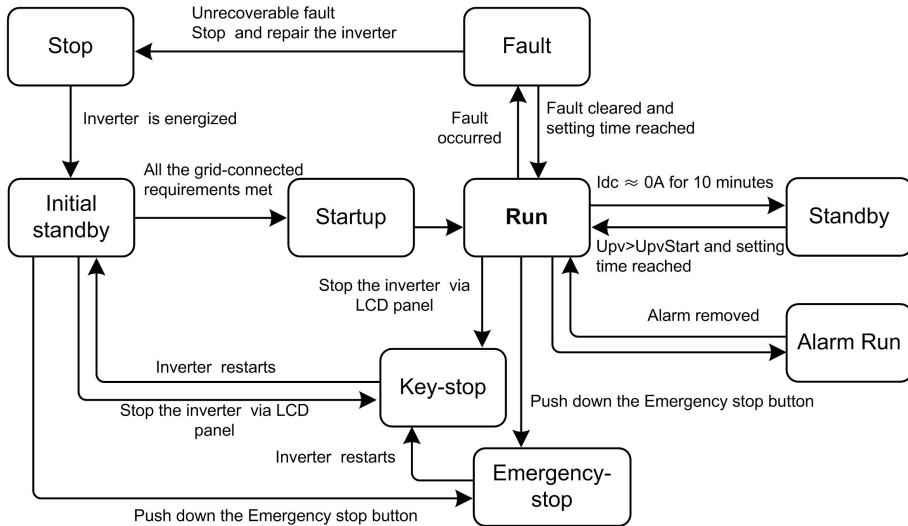 Unrecoverable fault
Stop and repair the inverter
Stop
Fault
Inverter is energized
Fault
occurred
Fault cleared and
setting time reached
All the grid-connected
requirements met
Initial
standby
Startup
Run
Idc ≈ 0A for 10 minutes
Standby
Upv>UpvStart and setting
time reached
Stop the inverter via
LCD panel
Alarm removed
Alarm Run
Inverter restarts
Key-stop
Stop the inverter via LCD
panel
Push down the Emergency stop button
Inverter restarts
Emergency-
stop
Push down the Emergency stop button